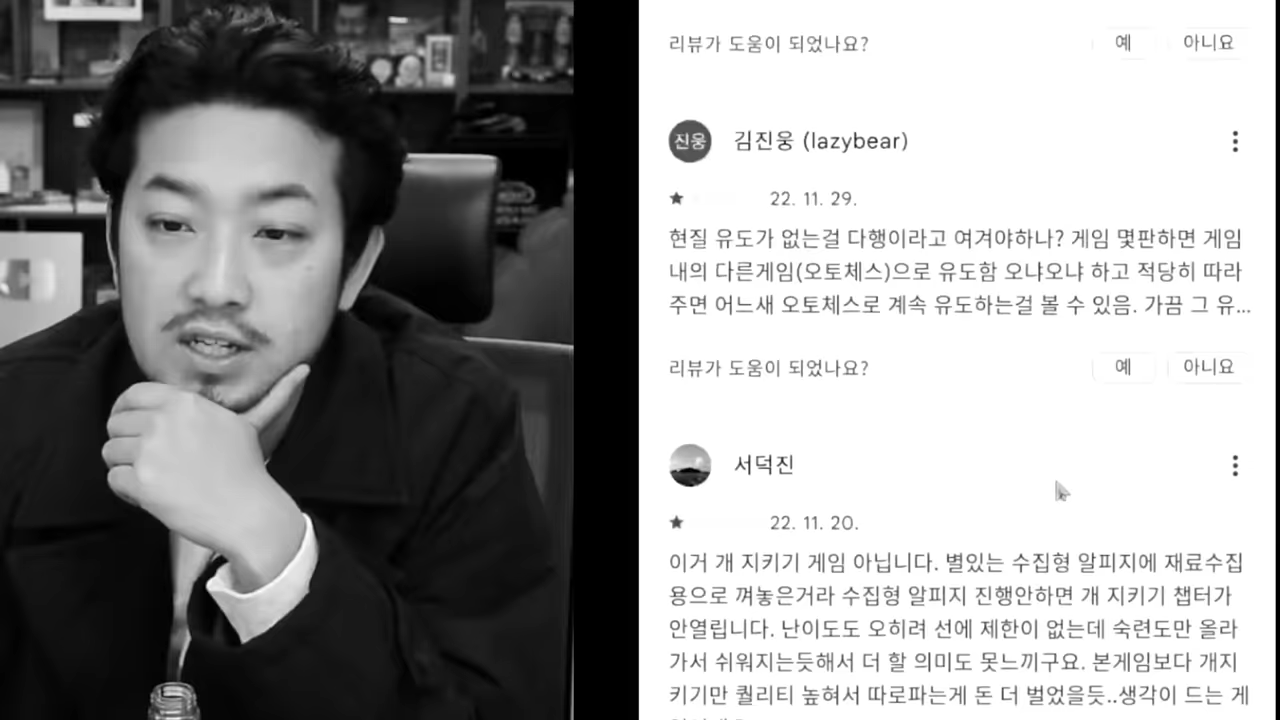 리뷰가 도움이 되었나요?
예
아니요
진웅
김진웅 (lazybear)
22. 11. 29.
현질 유도가 없는걸 다행이라고 여겨야하나? 게임 몇판하면 게임
내의 다른게임(오토체스)으로 유도함 오냐오냐 하고 적당히 따라
주면 어느새 오토체스로 계속 유도하는걸 볼 수 있음. 가끔 그 유...
리뷰가 도움이 되었나요?
예
아니요
서덕진
22. 11. 20.
이거 개 지키기 게임 아닙니다. 별있는 수집형 알피지에 재료수집
용으로 껴놓은거라 수집형 알피지 진행안하면 개 지키기 챕터가
안열립니다. 난이도도 오히려 선에 제한이 없는데 숙련도만 올라
가서 쉬워지는듯해서 더 할 의미도 못느끼구요. 본게임보다 개지
키기만 퀄리티 높혀서 따로파는게 돈 더 벌었을듯..생각이 드는 게